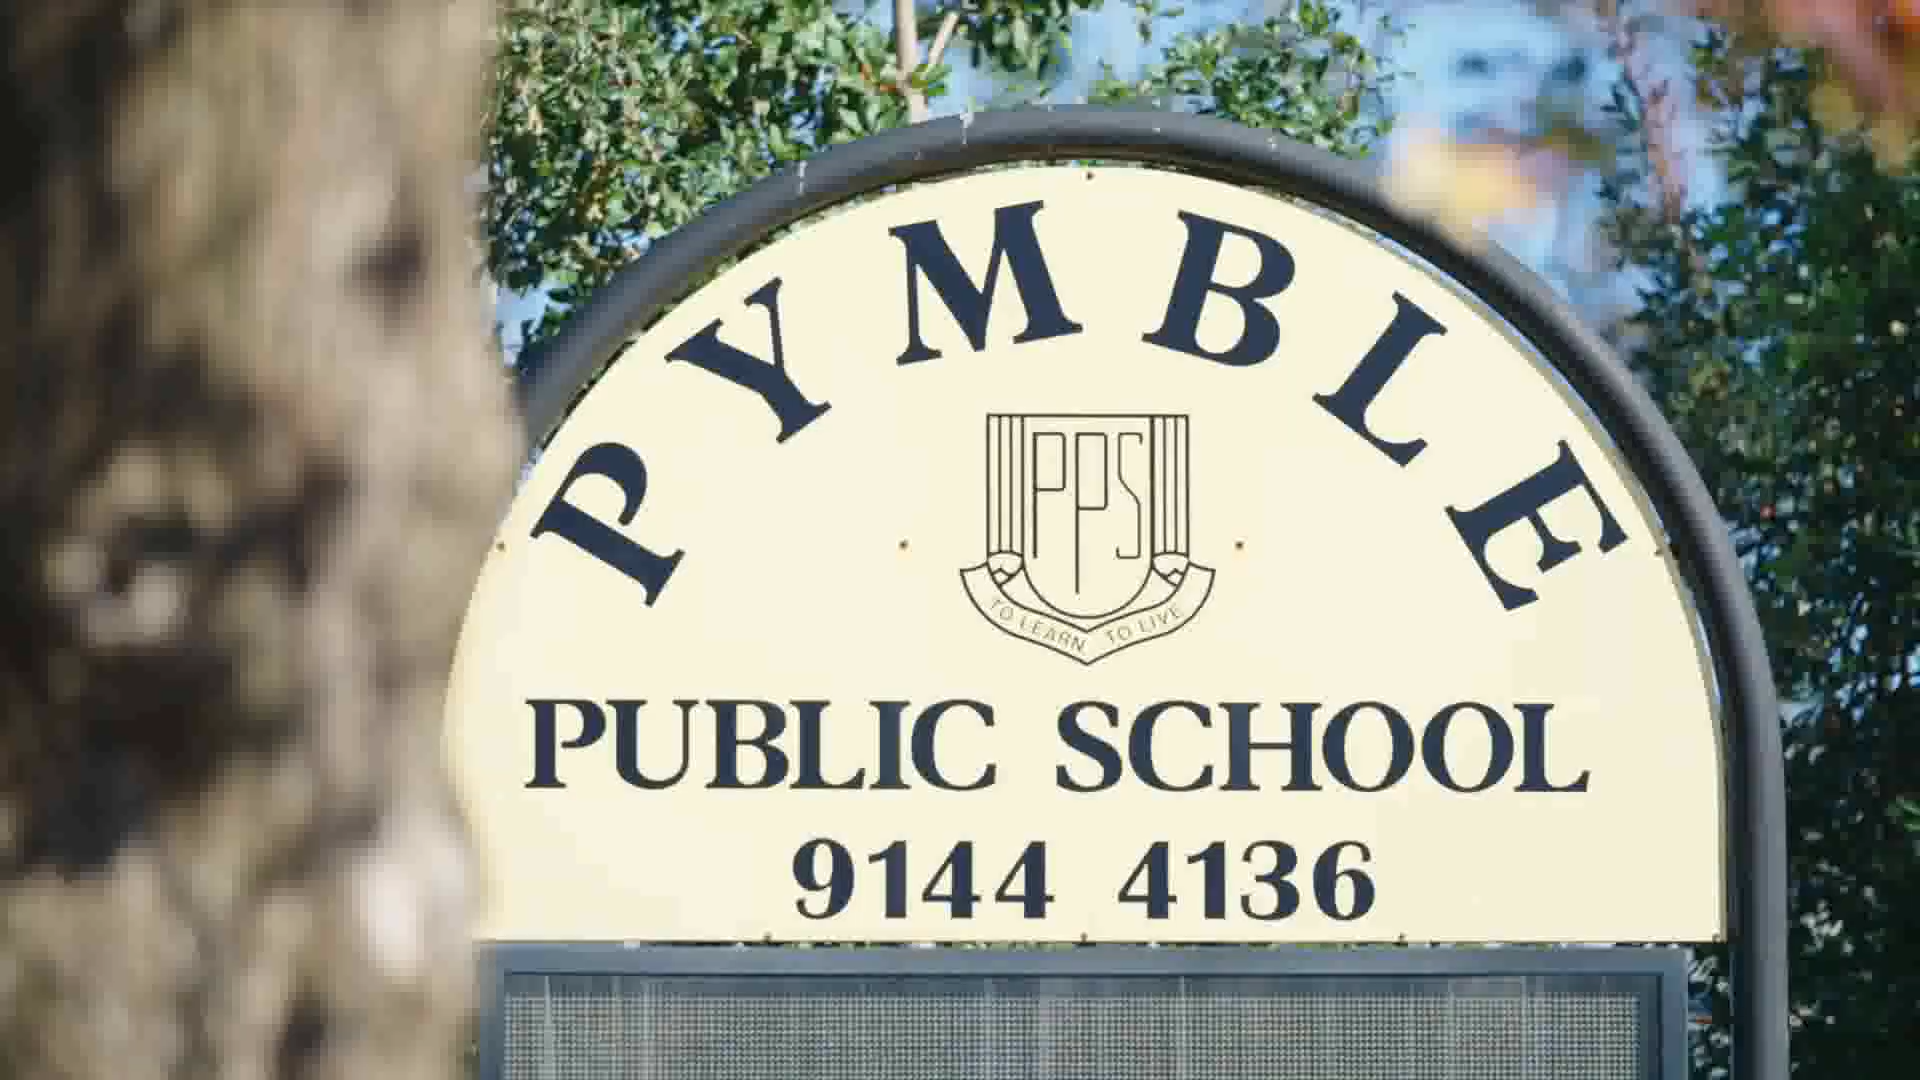 PYMBLE
PPS
TO LEARN TO LIVE
PUBLIC SCHOOL
9144 4136